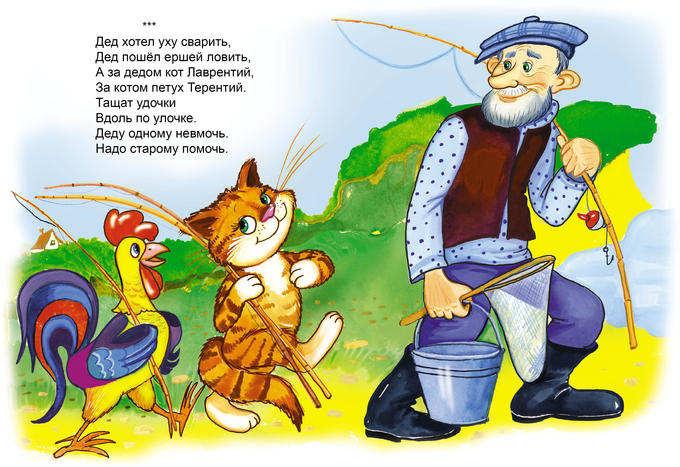 ***
Дед хотел уху сварить,
Дед пошёл ершей ловить,
А за дедом кот Лаврентий,
За котом петух Терентий.
Тащат удочки
Вдоль по улочке.
Деду одному невмочь.
Надо старому помочь.